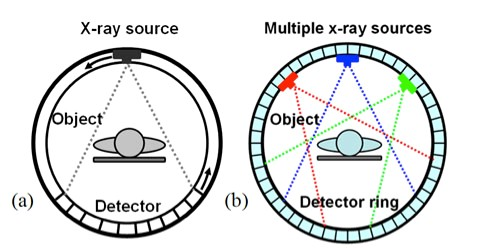 X-ray source
Object
Detector
(a)
Multiple x-ray sources
Object
Detector ring
(b)